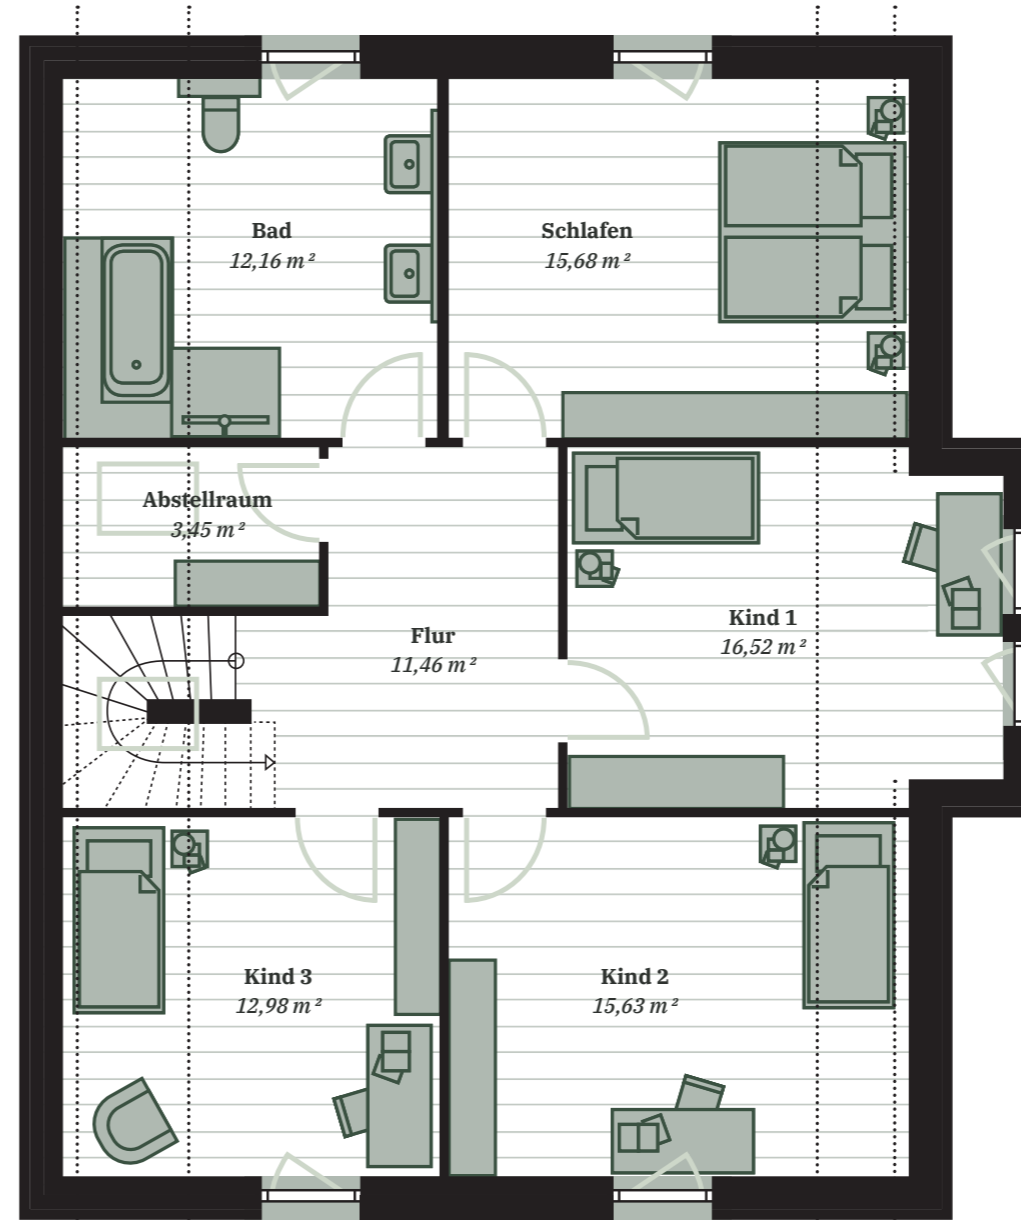 Bad
12,16 m²
Schlafen
15,68 m²
Abstellraum
3,45 m²
Flur
11,46 m²
Kind 1
16,52 m²
Kind 3
12,98 m²
Kind 2
15,63 m²